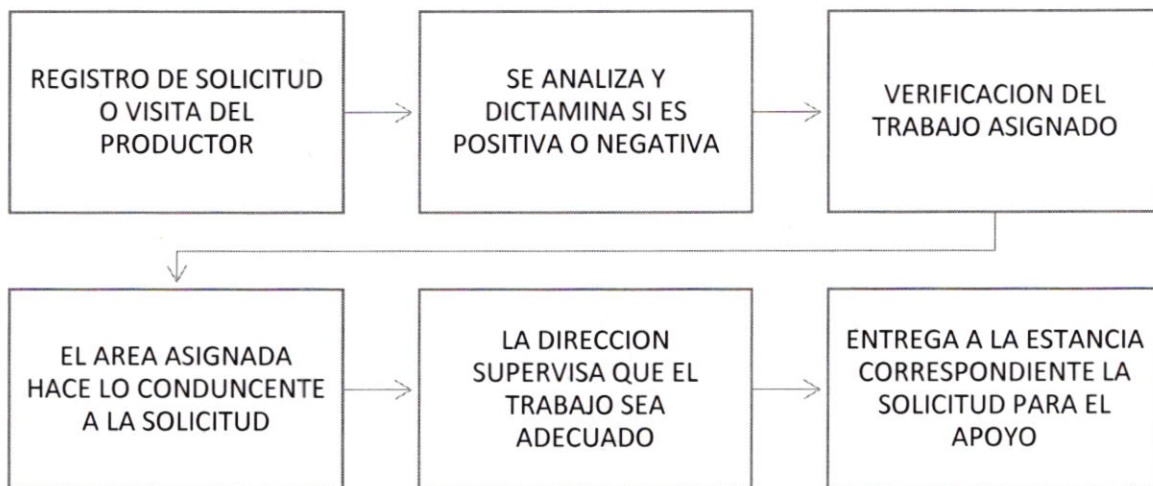 REGISTRO DE SOLICITUD
O VISITA DEL
PRODUCTOR
SE ANALIZA Y
DICTAMINA SI ES
POSITIVA O NEGATIVA
VERIFICACION DEL
TRABAJO ASIGNADO
EL AREA ASIGNADA
HACE LO CONDUNCENTE
A LA SOLICITUD
LA DIRECCION
SUPERVISA QUE EL
TRABAJO SEA
ADECUADO
ENTREGA A LA ESTANCIA
CORRESPONDIENTE LA
SOLICITUD PARA EL
APOYO